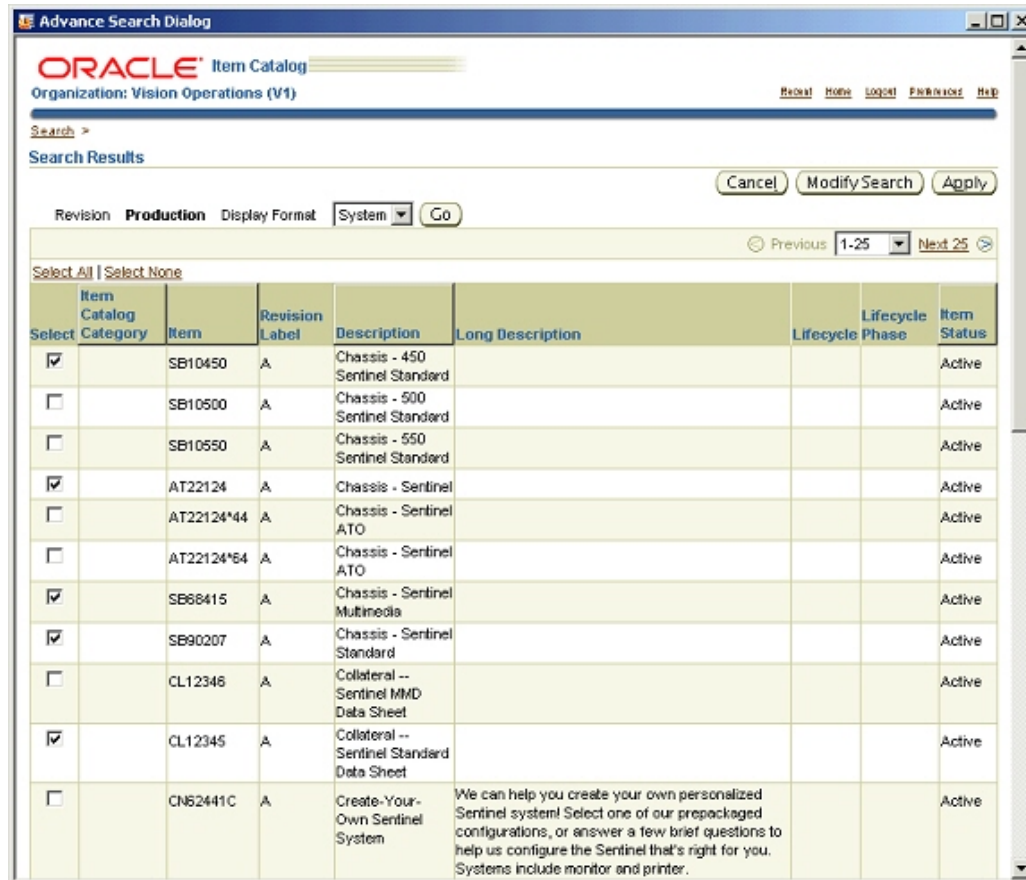 Advance Search Dialog
ORACLE Item Catalog
Organization: Vision Operations (V1)
Recent Home Logout Preferences Help
Search >
Search Results
Cancel Modify Search Apply
Revision Production Display Format System Go
Previous 1-25 Next 25
Select All | Select None
Select Item Catalog Category Item Revision Label Description Long Description Lifecycle Lifecycle Phase Item Status
SB10450 A Chassis - 450 Active
Sentinel Standard
SB10500 A Chassis - 500 Active
Sentinel Standard
SB10550 A Chassis - 550 Active
Sentinel Standard
AT22124 A Chassis - Sentinel Active
AT22124*44 A Chassis - Sentinel Active
ATO
AT22124*64 A Chassis - Sentinel Active
ATO
SB68415 A Chassis - Sentinel Active
Multimedia
SB90207 A Chassis - Sentinel Active
Standard
CL12346 A Collateral -- Active
Sentinel MMD
Data Sheet
CL12345 A Collateral -- Active
Sentinel Standard
Data Sheet
CN62441C A Create-Your- Active
Own Sentinel
System
We can help you create your own personalized
Sentinel system! Select one of our prepackaged
configurations, or answer a few brief questions to
help us configure the Sentinel that's right for you.
Systems include monitor and printer.